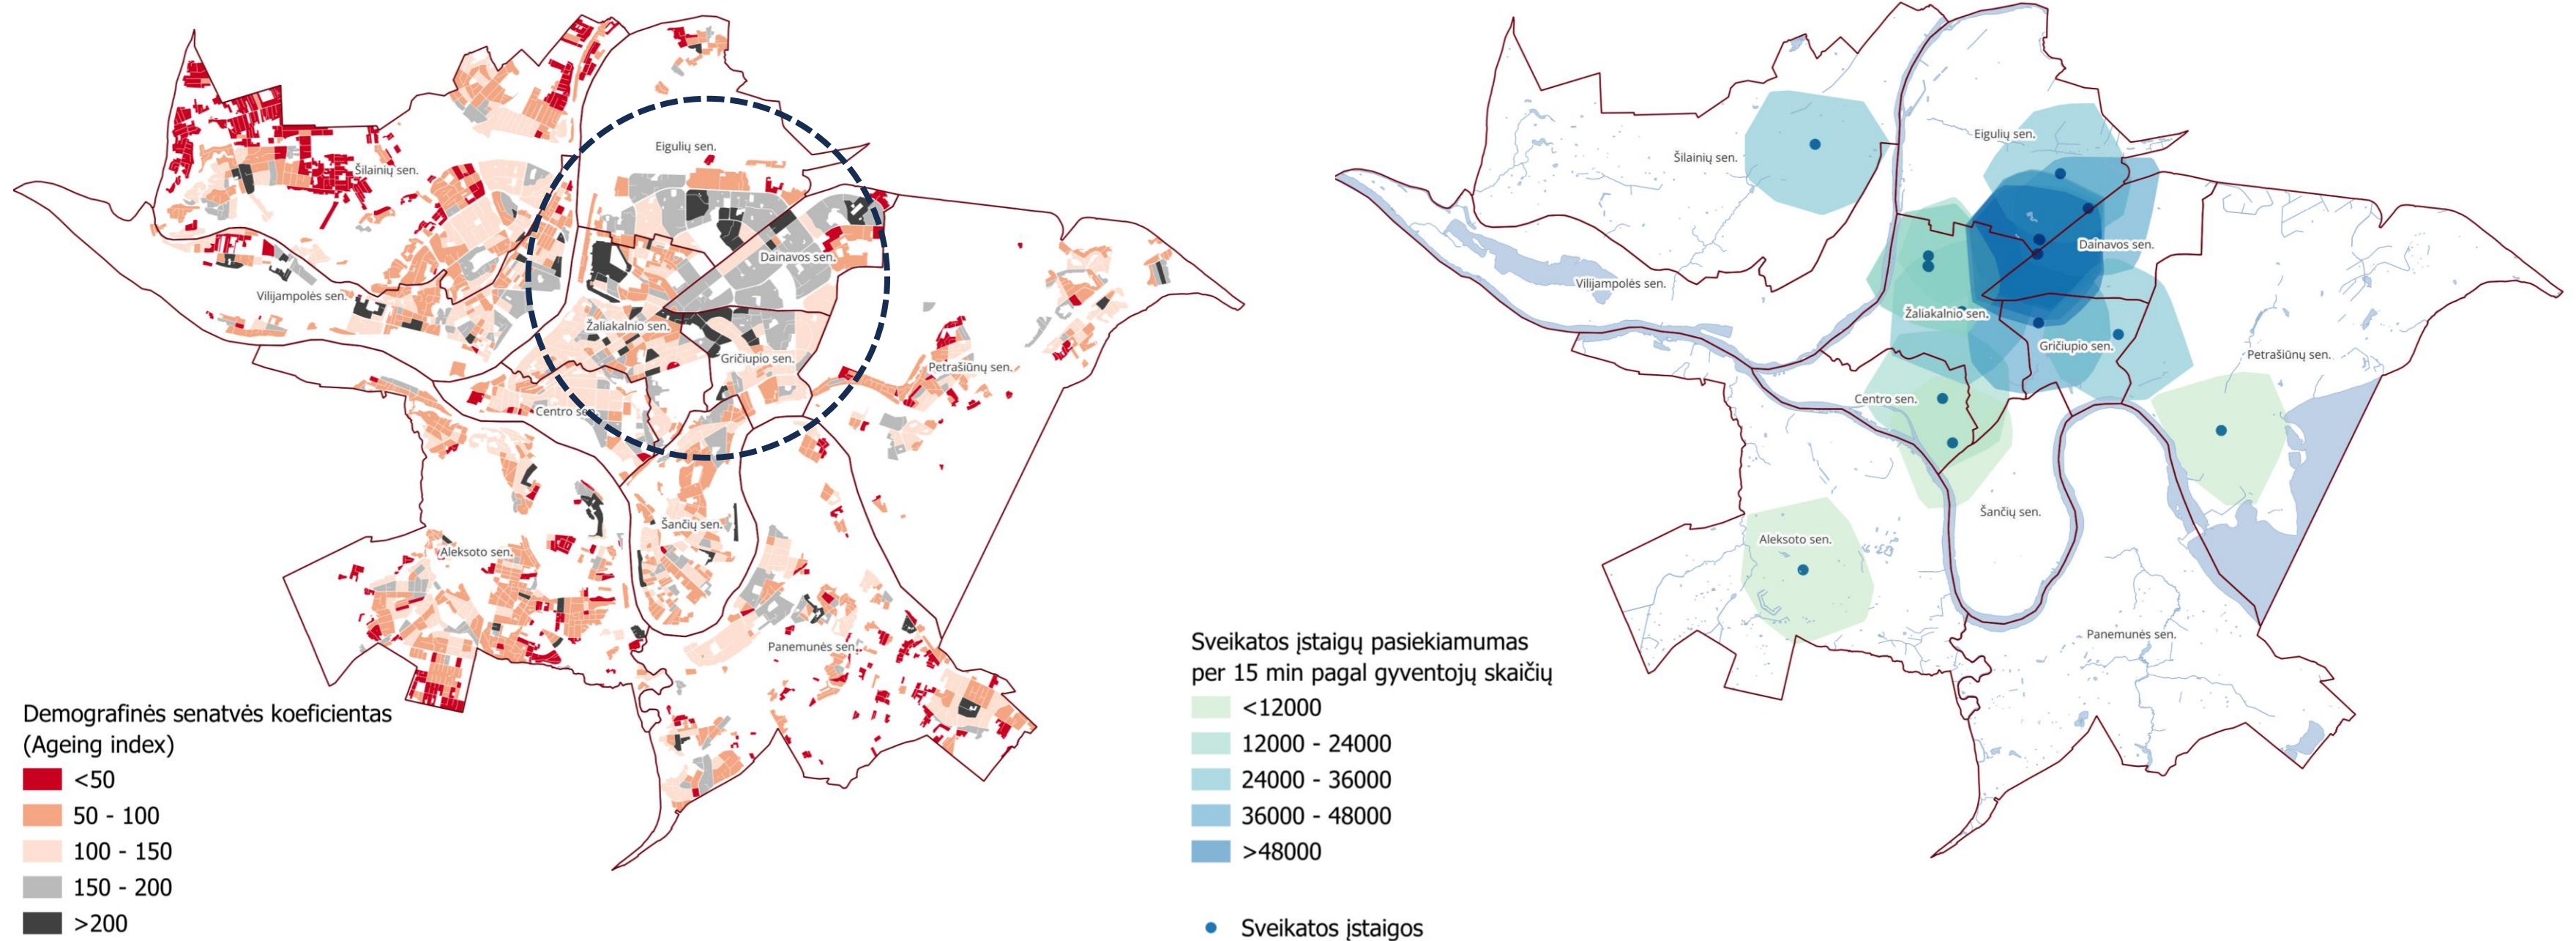 Eigulių sen.
Šilainių sen.
Dainavos sen.
Vilijampolės sen.
Žaliakalnio sen.
Gričiupio sen.
Petrašiūnų sen.
Centro sen.
Šančių sen.
Aleksoto sen.
Panemunės sen.
Demografinės senatvės koeficientas
(Ageing index)
<50
50 - 100
100 - 150
150 - 200
>200
Eigulių sen.
Šilainių sen.
Dainavos sen.
Vilijampolės sen.
Žaliakalnio sen.
Gričiupio sen.
Petrašiūnų sen.
Centro sen.
Šančių sen.
Aleksoto sen.
Panemunės sen.
Sveikatos įstaigų pasiekiamumas
per 15 min pagal gyventojų skaičių
<12000
12000 - 24000
24000 - 36000
36000 - 48000
>48000
Sveikatos įstaigos